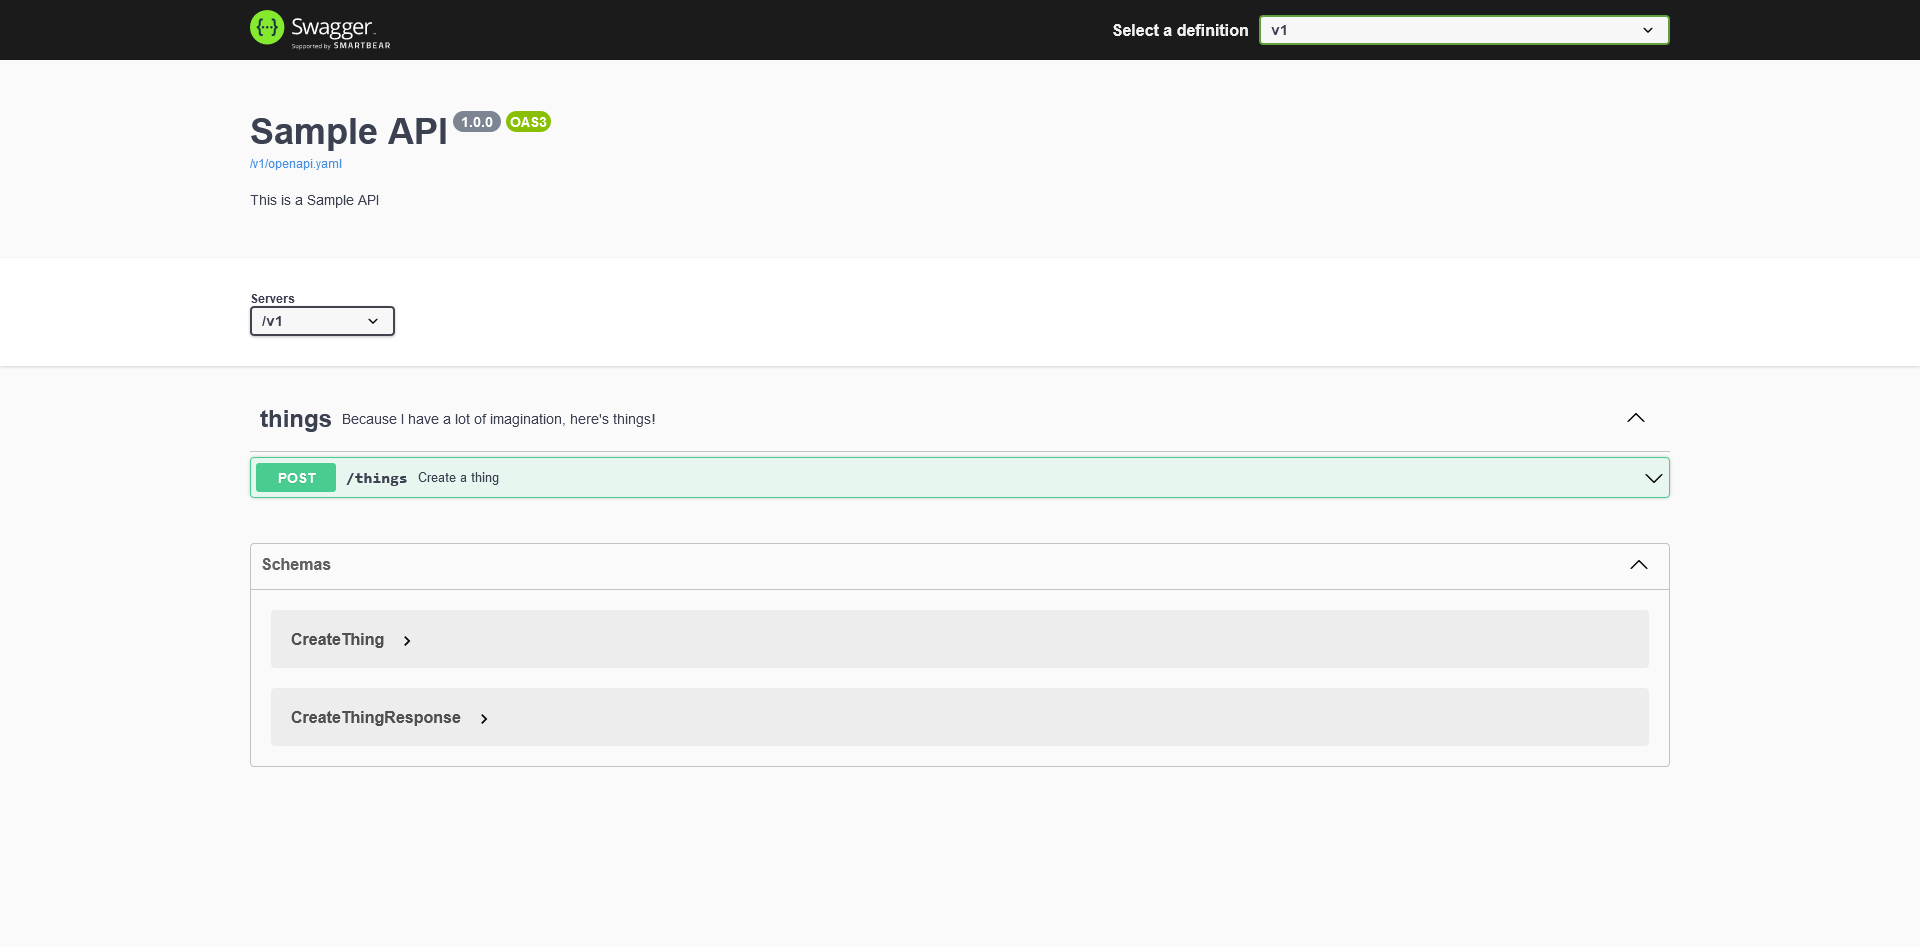 Swagger
Supported by SMARTBEAR
Select a definition
v1
Sample API 1.0.0 OAS3
/v1/openapi.yaml
This is a Sample API
Servers
/v1
things Because I have a lot of imagination, here's things!
POST /things Create a thing
Schemas
CreateThing
CreateThingResponse